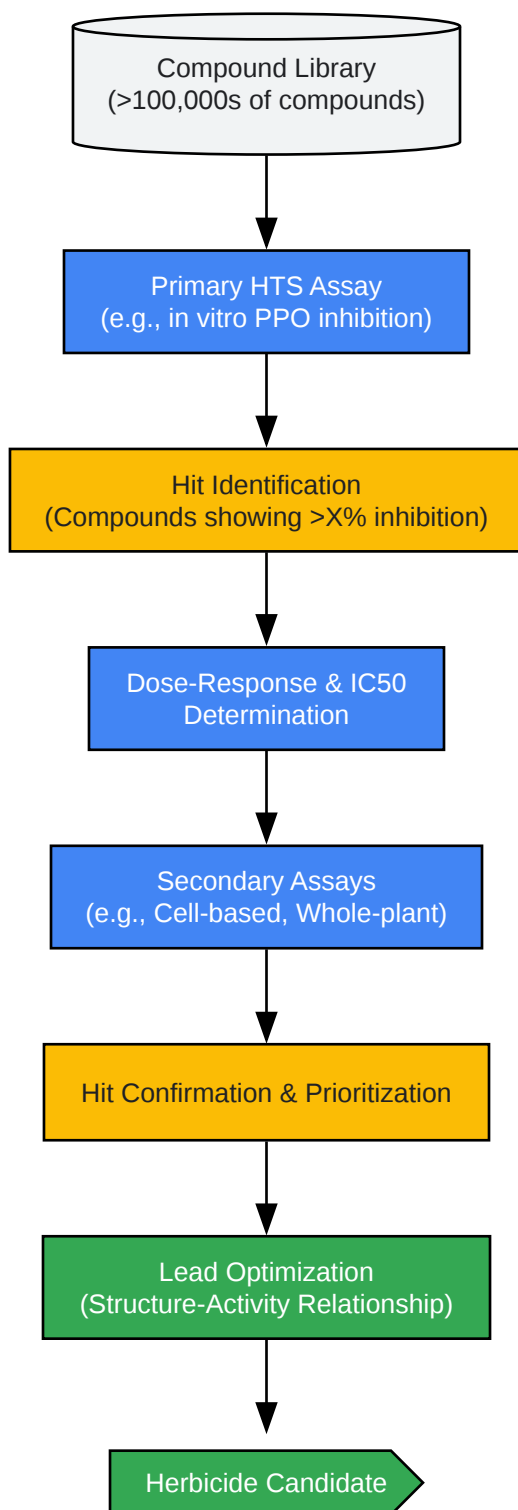 Compound Library
(>100,000s of compounds)
Primary HTS Assay
(e.g., in vitro PPO inhibition)
Hit Identification
(Compounds showing >X% inhibition)
Dose-Response & IC50
Determination
Secondary Assays
(e.g., Cell-based, Whole-plant)
Hit Confirmation & Prioritization
Lead Optimization
(Structure-Activity Relationship)
Herbicide Candidate